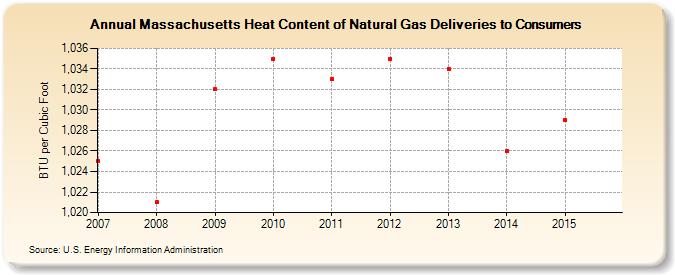 Annual Massachusetts Heat Content of Natural Gas Deliveries to Consumers
BTU per Cubic Foot
1,036
1,034
1,032
1,030
1,028
1,026
1,024
1,022
1,020
2007 2008 2009 2010 2011 2012 2013 2014 2015
Source: U.S. Energy Information Administration